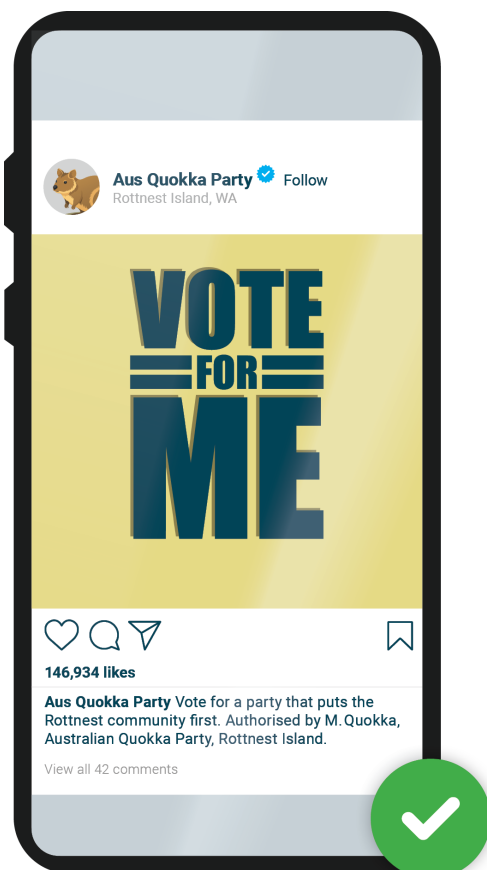 Aus Quokka Party Follow
Rottnest Island, WA
VOTE
FOR
ME
146,934 likes
Aus Quokka Party Vote for a party that puts the
Rottnest community first. Authorised by M.Quokka,
Australian Quokka Party, Rottnest Island.
View all 42 comments